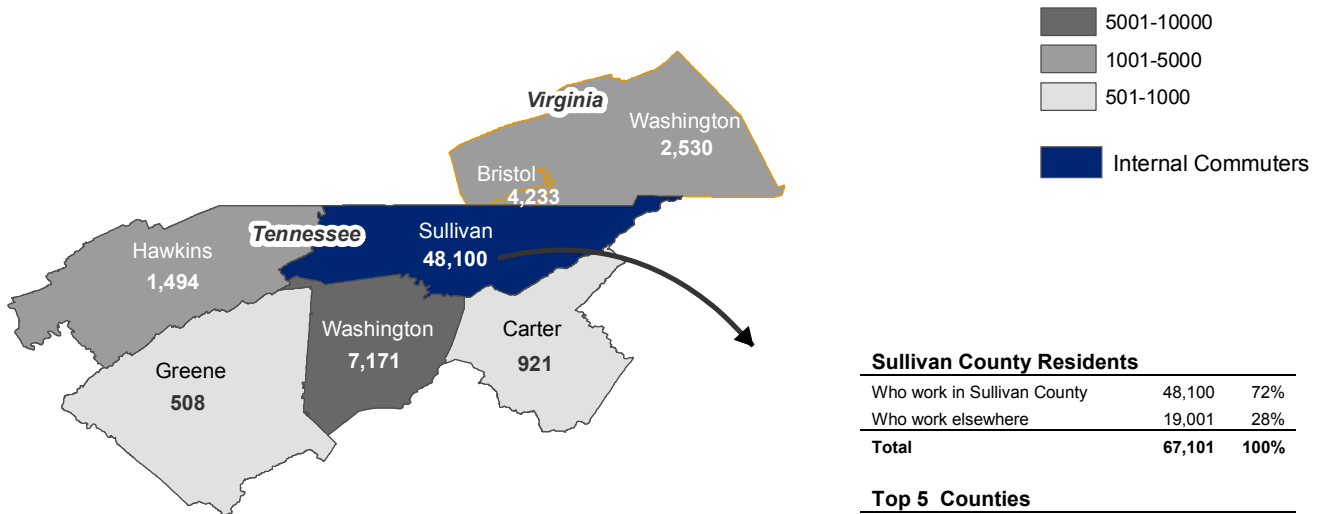 5001-10000
1001-5000
501-1000
Internal Commuters
Virginia
Washington
2,530
Bristol
4,233
Tennessee
Sullivan
48,100
Hawkins
1,494
Washington
7,171
Carter
921
Greene
508
Sullivan County Residents
Who work in Sullivan County 48,100 72%
Who work elsewhere 19,001 28%
Total 67,101 100%
Top 5 Counties